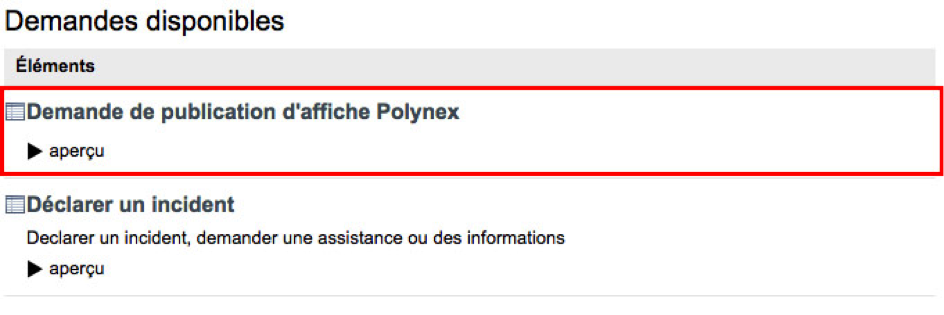 Demandes disponibles
Éléments
Demande de publication d'affiche Polynex
aperçu
Déclarer un incident
Declarer un incident, demander une assistance ou des informations
aperçu